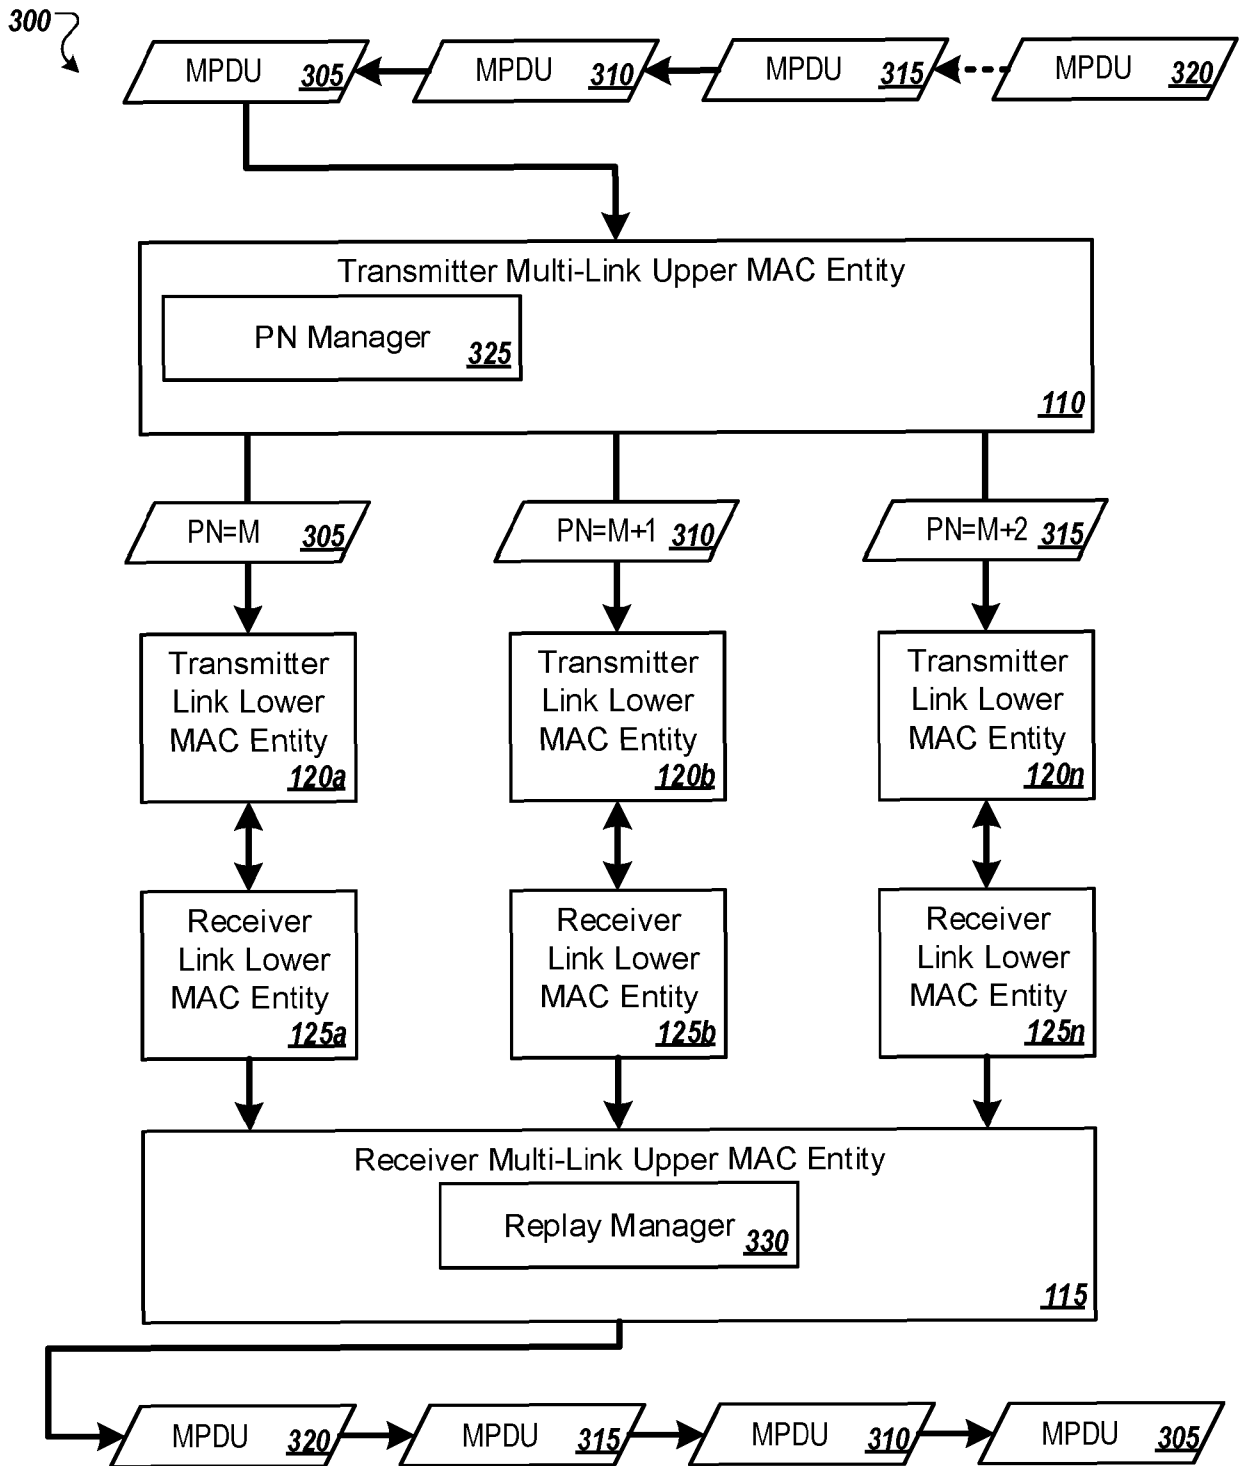 300
MPDU 305 MPDU 310 MPDU 315 MPDU 320
Transmitter Multi-Link Upper MAC Entity
PN Manager 325
110
PN=M 305 PN=M+1 310 PN=M+2 315
Transmitter
Link Lower
MAC Entity
120a
Transmitter
Link Lower
MAC Entity
120b
Transmitter
Link Lower
MAC Entity
120n
Receiver
Link Lower
MAC Entity
125a
Receiver
Link Lower
MAC Entity
125b
Receiver
Link Lower
MAC Entity
125n
Receiver Multi-Link Upper MAC Entity
Replay Manager 330
115
MPDU 320 MPDU 315 MPDU 310 MPDU 305